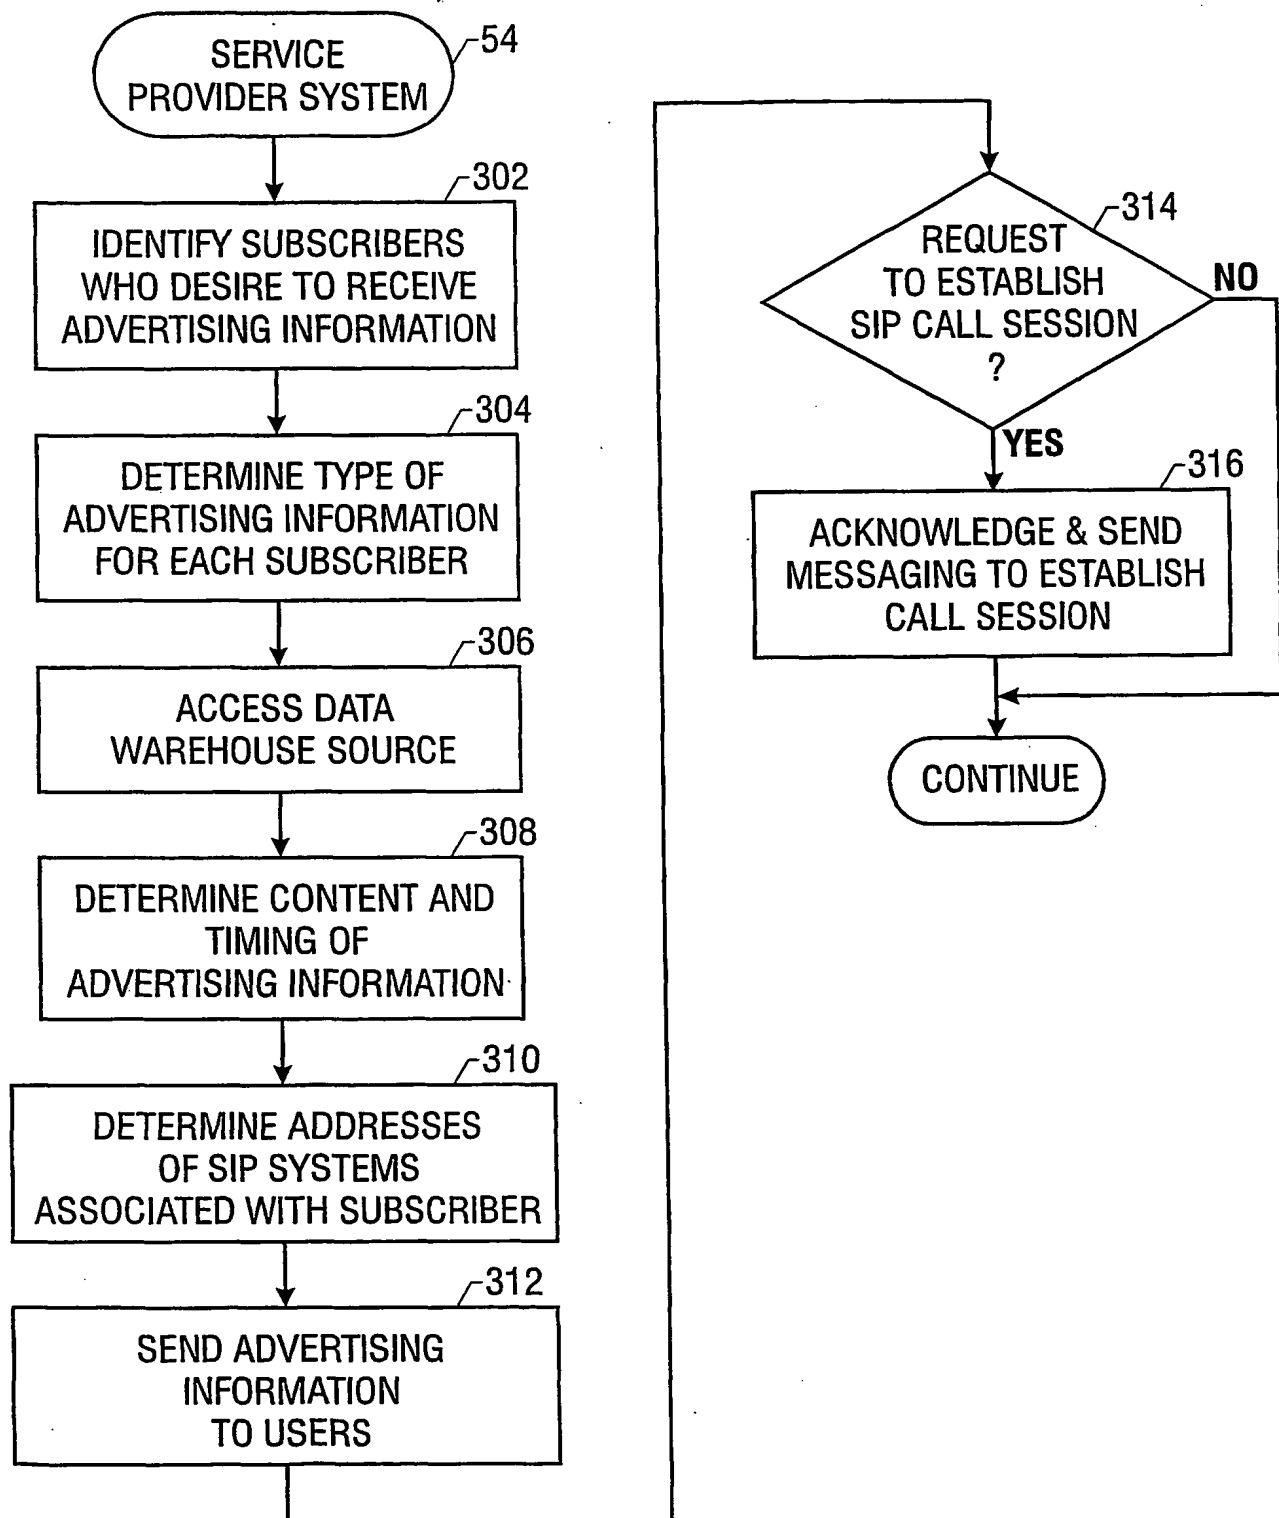 SERVICE
PROVIDER SYSTEM
54
302
IDENTIFY SUBSCRIBERS
WHO DESIRE TO RECEIVE
ADVERTISING INFORMATION
304
DETERMINE TYPE OF
ADVERTISING INFORMATION
FOR EACH SUBSCRIBER
306
ACCESS DATA
WAREHOUSE SOURCE
308
DETERMINE CONTENT AND
TIMING OF
ADVERTISING INFORMATION
310
DETERMINE ADDRESSES
OF SIP SYSTEMS
ASSOCIATED WITH SUBSCRIBER
312
SEND ADVERTISING
INFORMATION
TO USERS
314
REQUEST
TO ESTABLISH
SIP CALL SESSION
?
NO
YES
316
ACKNOWLEDGE & SEND
MESSAGING TO ESTABLISH
CALL SESSION
CONTINUE